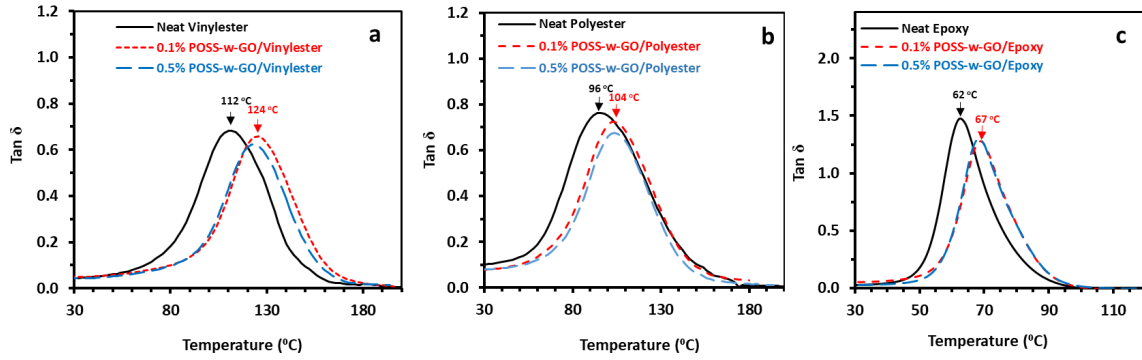 a
Neat Vinylester
0.1% POSS-w-GO/Vinylester
0.5% POSS-w-GO/Vinylester
112 °C
124 °C
Tan δ
1.2
1.0
0.8
0.6
0.4
0.2
0.0
30
80
130
180
Temperature (⁰C)
b
Neat Polyester
0.1% POSS-w-GO/Polyester
0.5% POSS-w-GO/Polyester
96 °C
104 °C
Tan δ
1.2
1.0
0.8
0.6
0.4
0.2
0.0
30
80
130
180
Temperature (⁰C)
c
Neat Epoxy
0.1% POSS-w-GO/Epoxy
0.5% POSS-w-GO/Epoxy
62 °C
67 °C
Tan δ
2.0
1.5
1.0
0.5
0.0
30
50
70
90
110
Temperature (⁰C)